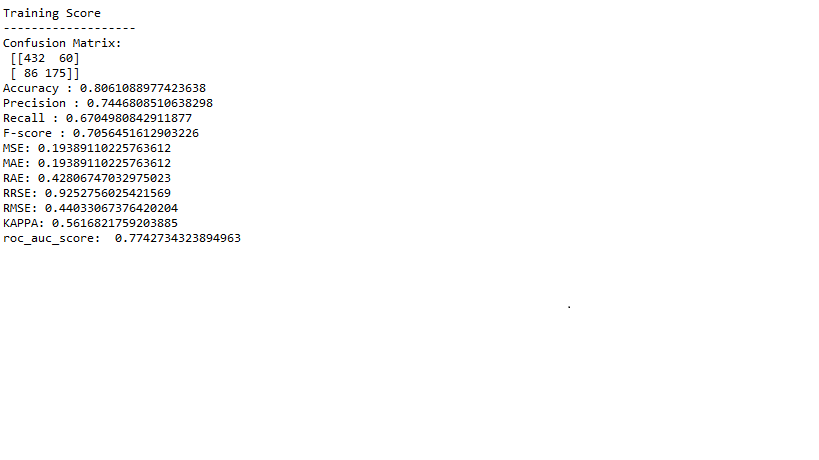 Training Score
-------------------
Confusion Matrix:
[[432  60]
[ 86 175]]
Accuracy : 0.8061088977423638
Precision : 0.7446808510638298
Recall : 0.6704980842911877
F-score : 0.7056451612903226
MSE: 0.19389110225763612
MAE: 0.19389110225763612
RAE: 0.42806747032975023
RRSE: 0.9252756025421569
RMSE: 0.44033067376420204
KAPPA: 0.5616821759203885
roc_auc_score:  0.7742734323894963